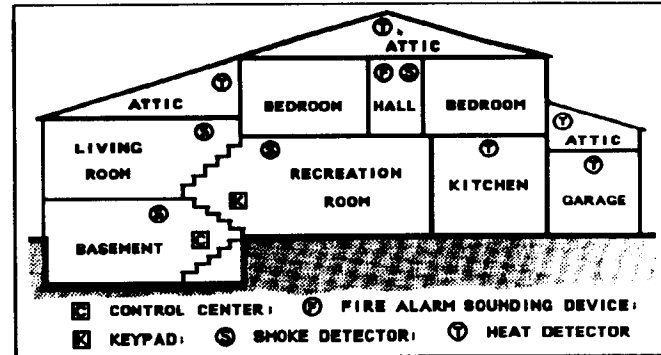 T
ATTIC
T
ATTIC
BEDROOM
F S
HALL
BEDROOM
T
ATTIC
LIVING
ROOM
S
S
RECREATION
ROOM
T
KITCHEN
T
GARAGE
K
S
BASEMENT
C
C CONTROL CENTER; F FIRE ALARM SOUNDING DEVICE;
K KEYPAD; S SMOKE DETECTOR; T HEAT DETECTOR